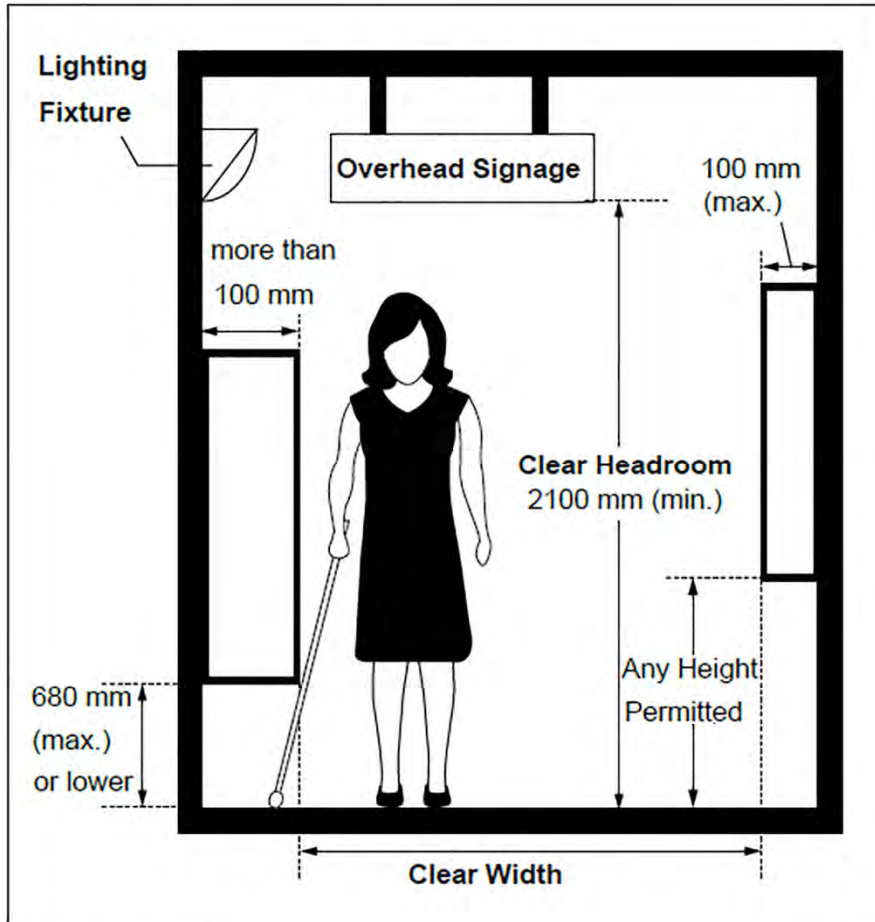 Lighting
Fixture
Overhead Signage
100 mm
(max.)
more than
100 mm
Clear Headroom
2100 mm (min.)
Any Height
Permitted
680 mm
(max.)
or lower
Clear Width